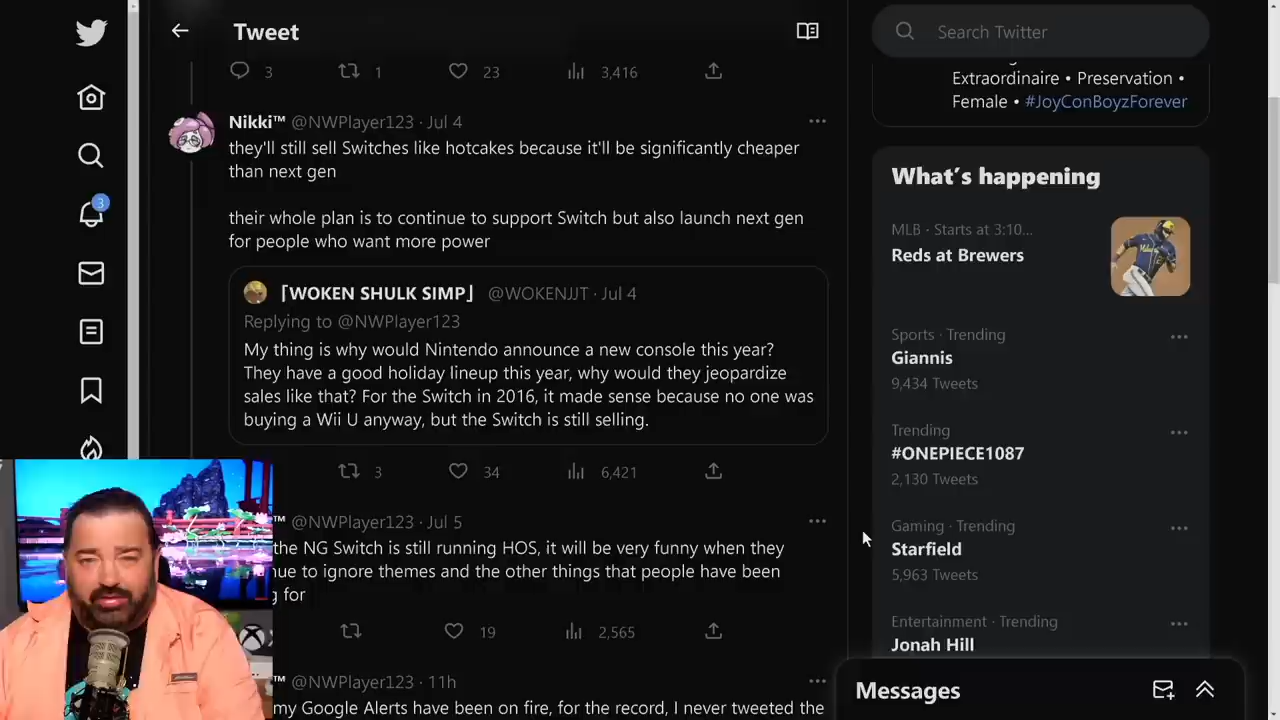 Tweet
3
1
23
3,416
Nikki™ @NWPlayer123 · Jul 4
they'll still sell Switches like hotcakes because it'll be significantly cheaper
than next gen
their whole plan is to continue to support Switch but also launch next gen
for people who want more power
「WOKEN SHULK SIMP」 @WOKENJJT · Jul 4
Replying to @NWPlayer123
My thing is why would Nintendo announce a new console this year?
They have a good holiday lineup this year, why would they jeopardize
sales like that? For the Switch in 2016, it made sense because no one was
buying a Wii U anyway, but the Switch is still selling.
3
34
6,421
™ @NWPlayer123 · Jul 5
the NG Switch is still running HOS, it will be very funny when they
nue to ignore themes and the other things that people have been
g for
19
2,565
™ @NWPlayer123 · 11h
my Google Alerts have been on fire, for the record, I never tweeted the
3
Search Twitter
Extraordinaire • Preservation •
Female • #JoyConBoyzForever
What's happening
MLB · Starts at 3:10...
Reds at Brewers
Sports · Trending
Giannis
9,434 Tweets
Trending
#ONEPIECE1087
2,130 Tweets
Gaming · Trending
Starfield
5,963 Tweets
Entertainment · Trending
Jonah Hill
Messages